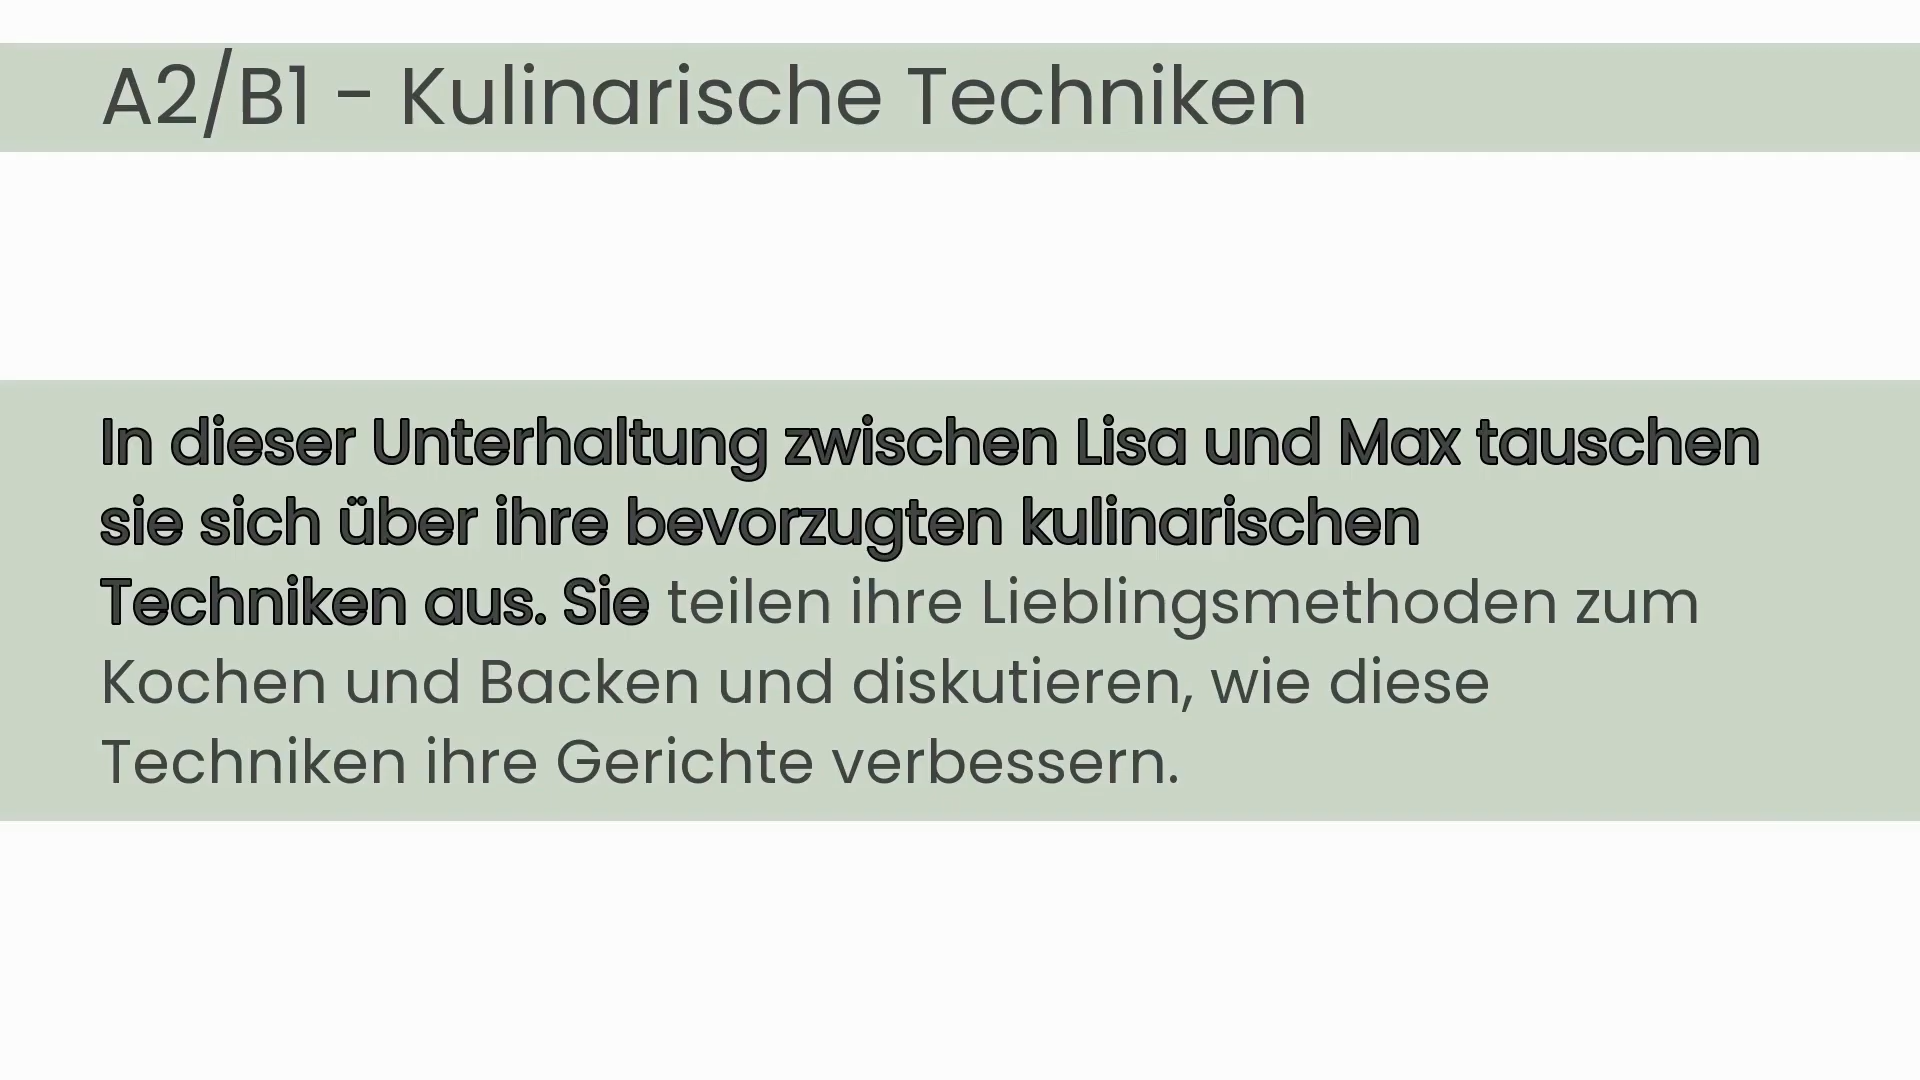 A2/B1 - Kulinarische Techniken
In dieser Unterhaltung zwischen Lisa und Max tauschen
sie sich über ihre bevorzugten kulinarischen
Techniken aus. Sie teilen ihre Lieblingsmethoden zum
Kochen und Backen und diskutieren, wie diese
Techniken ihre Gerichte verbessern.